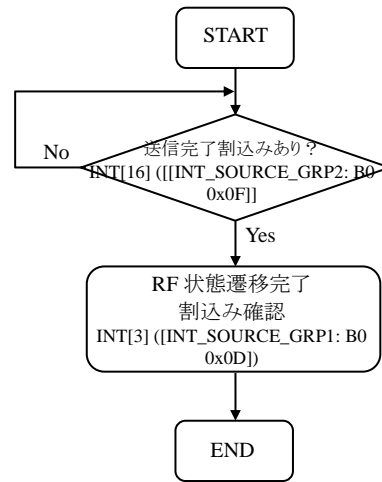 START
No
送信完了割込みあり？
INT[16] ([[INT_SOURCE_GRP2: B0
0x0F]]
Yes
RF 状態遷移完了
割込み確認
INT[3] ([INT_SOURCE_GRP1: B0
0x0D])
END